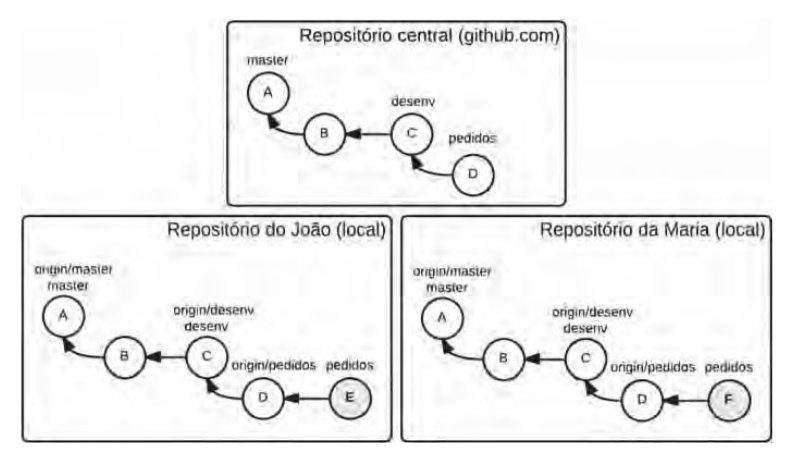 Repositório central (github.com)
master
A
desenv
B
C
pedidos
D
Repositório do João (local)
origin/master
master
A
origin/desenv
desenv
B
C
origin/pedidos pedidos
D
E
Repositório da Maria (local)
origin/master
master
A
origin/desenv
desenv
B
C
origin/pedidos pedidos
D
F